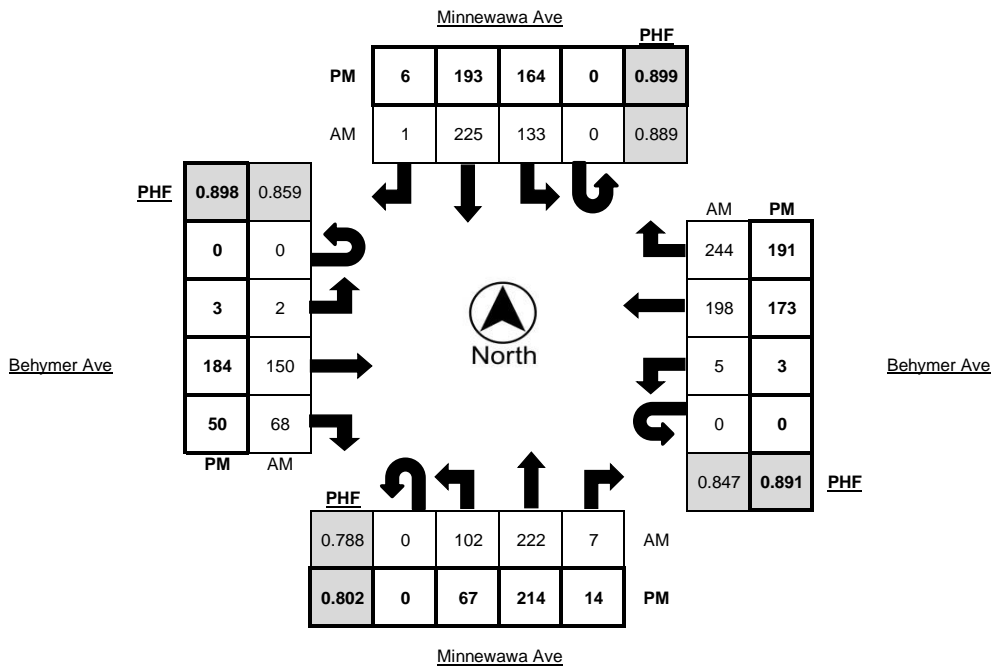 Minnewawa Ave
PHF
PM 6 193 164 0 0.899
AM 1 225 133 0 0.889
PHF 0.898 0.859
0 0
3 2
Behymer Ave 184 150
50 68
PM AM
North
AM PM
244 191
198 173
5 3 Behymer Ave
0 0
0.847 0.891 PHF
PHF
0.788 0 102 222 7 AM
0.802 0 67 214 14 PM
Minnewawa Ave